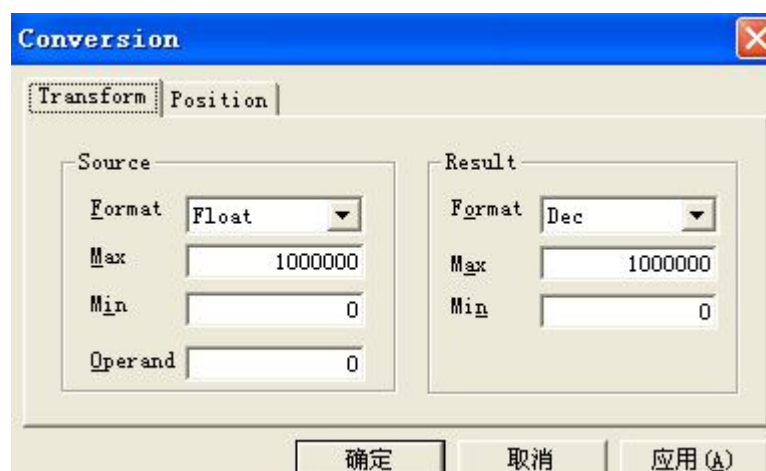 Conversion
Transform Position
Source
Format Float
Max 1000000
Min 0
Operand 0
Result
Format Dec
Max 1000000
Min 0
确定 取消 应用(A)